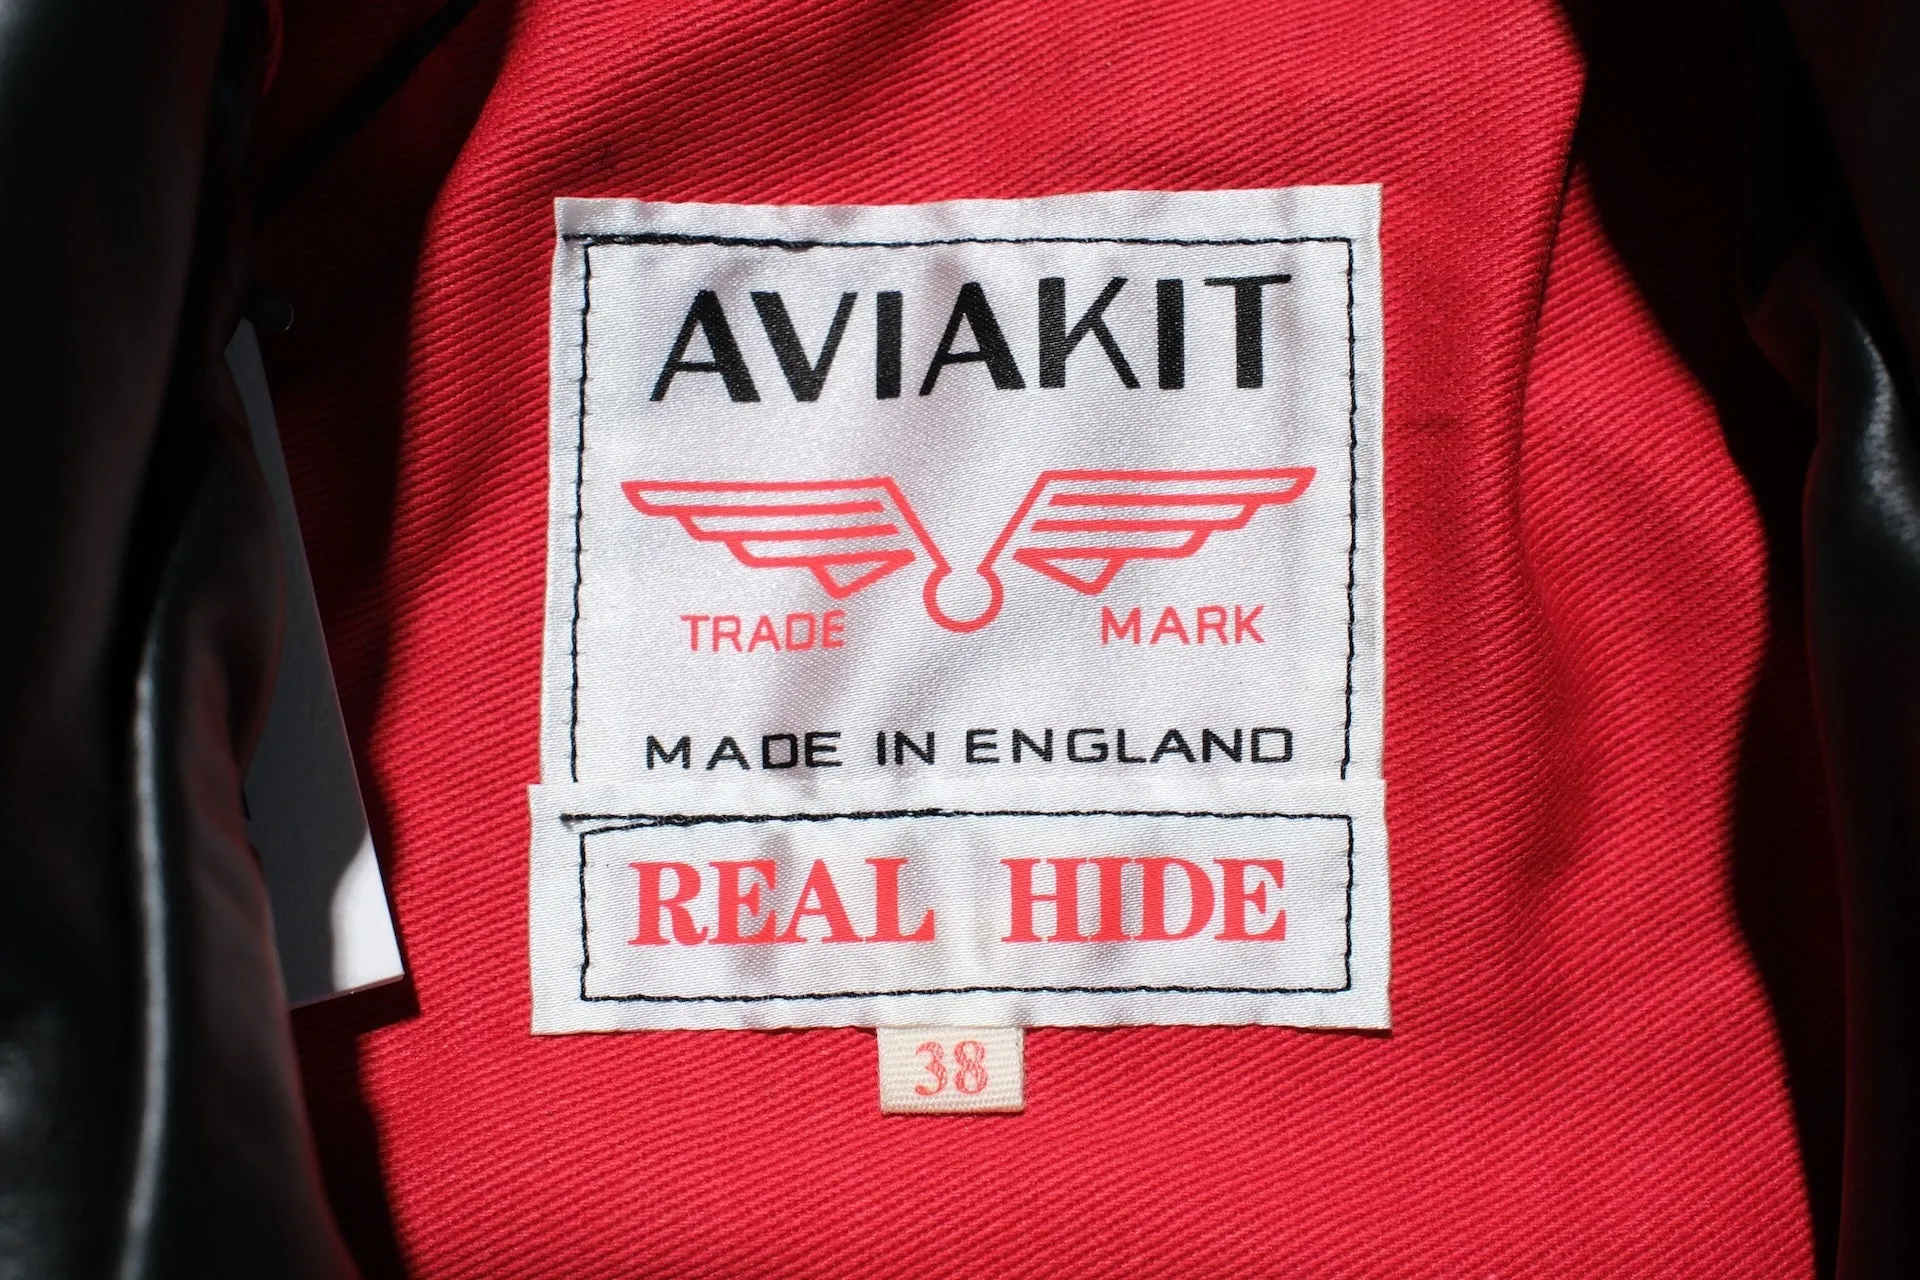 AVIAKIT
TRADE MARK
MADE IN ENGLAND
REAL HIDE
38